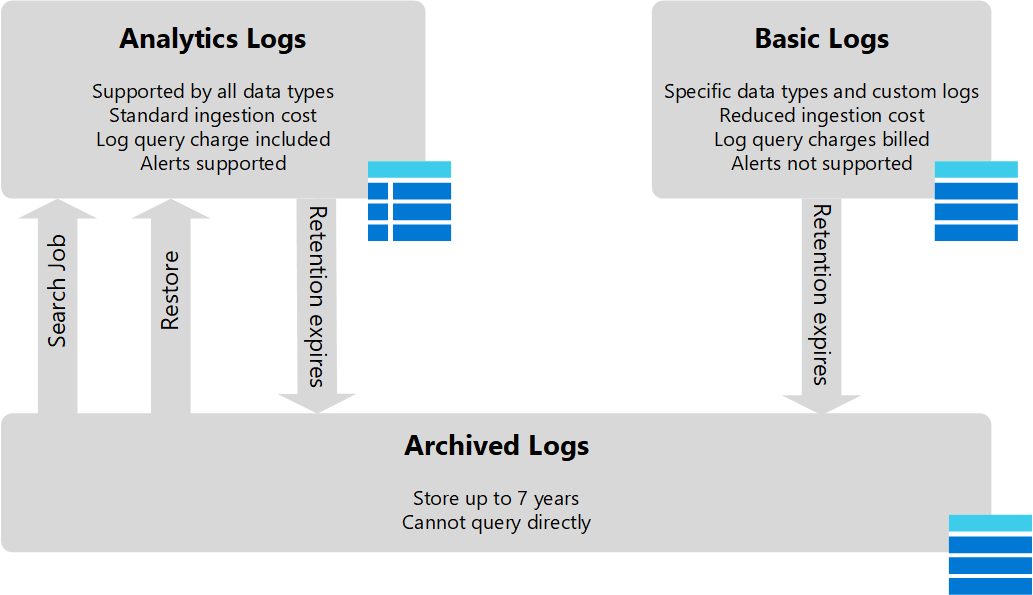 Analytics Logs
Supported by all data types
Standard ingestion cost
Log query charge included
Alerts supported
Basic Logs
Specific data types and custom logs
Reduced ingestion cost
Log query charges billed
Alerts not supported
Search Job
Restore
Retention expires
Retention expires
Archived Logs
Store up to 7 years
Cannot query directly